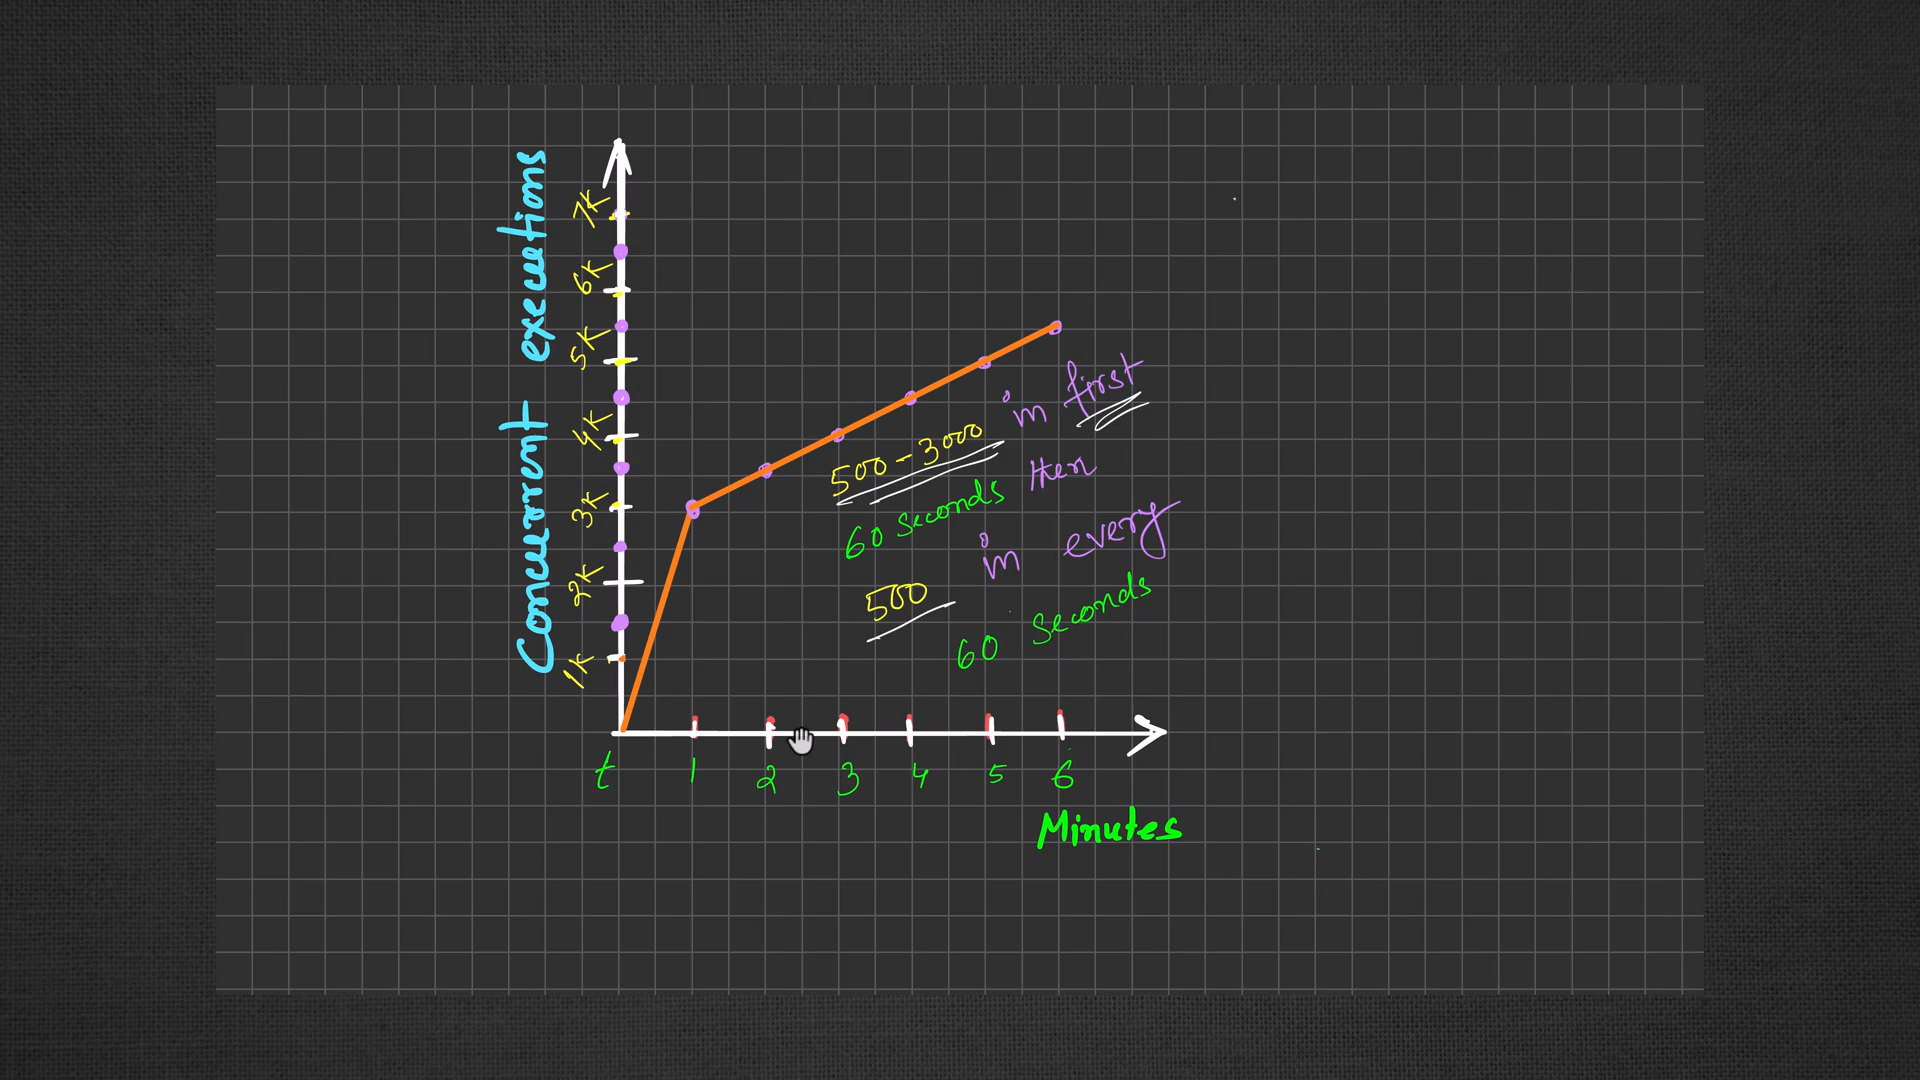 Concurrent executions
7K
6K
5K
4K
3K
2K
1K
500 - 3000 in first
60 seconds then
500 in every
60 seconds
t 1 2 3 4 5 6
Minutes